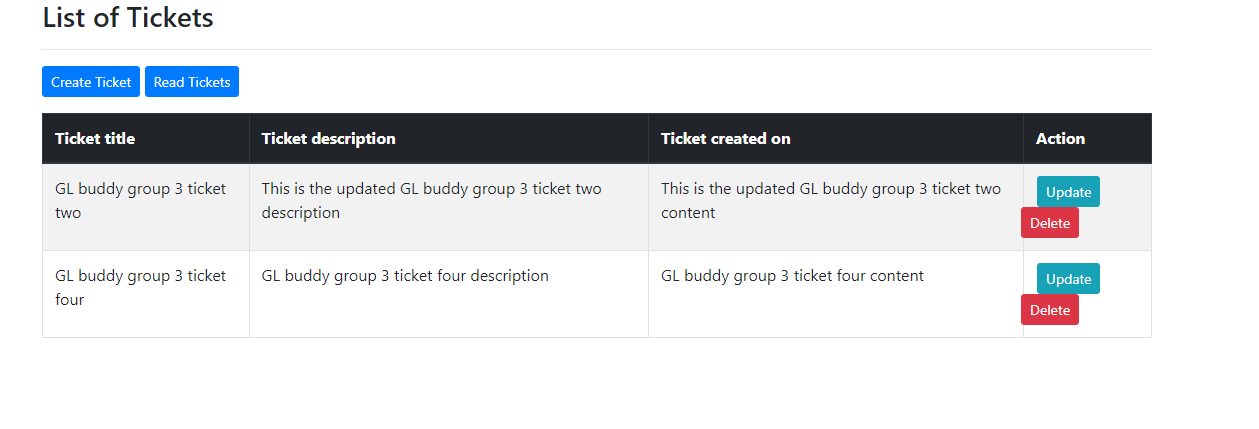 List of Tickets
Create Ticket Read Tickets
Ticket title Ticket description Ticket created on Action
GL buddy group 3 ticket two This is the updated GL buddy group 3 ticket two description This is the updated GL buddy group 3 ticket two content Update Delete
GL buddy group 3 ticket four GL buddy group 3 ticket four description GL buddy group 3 ticket four content Update Delete